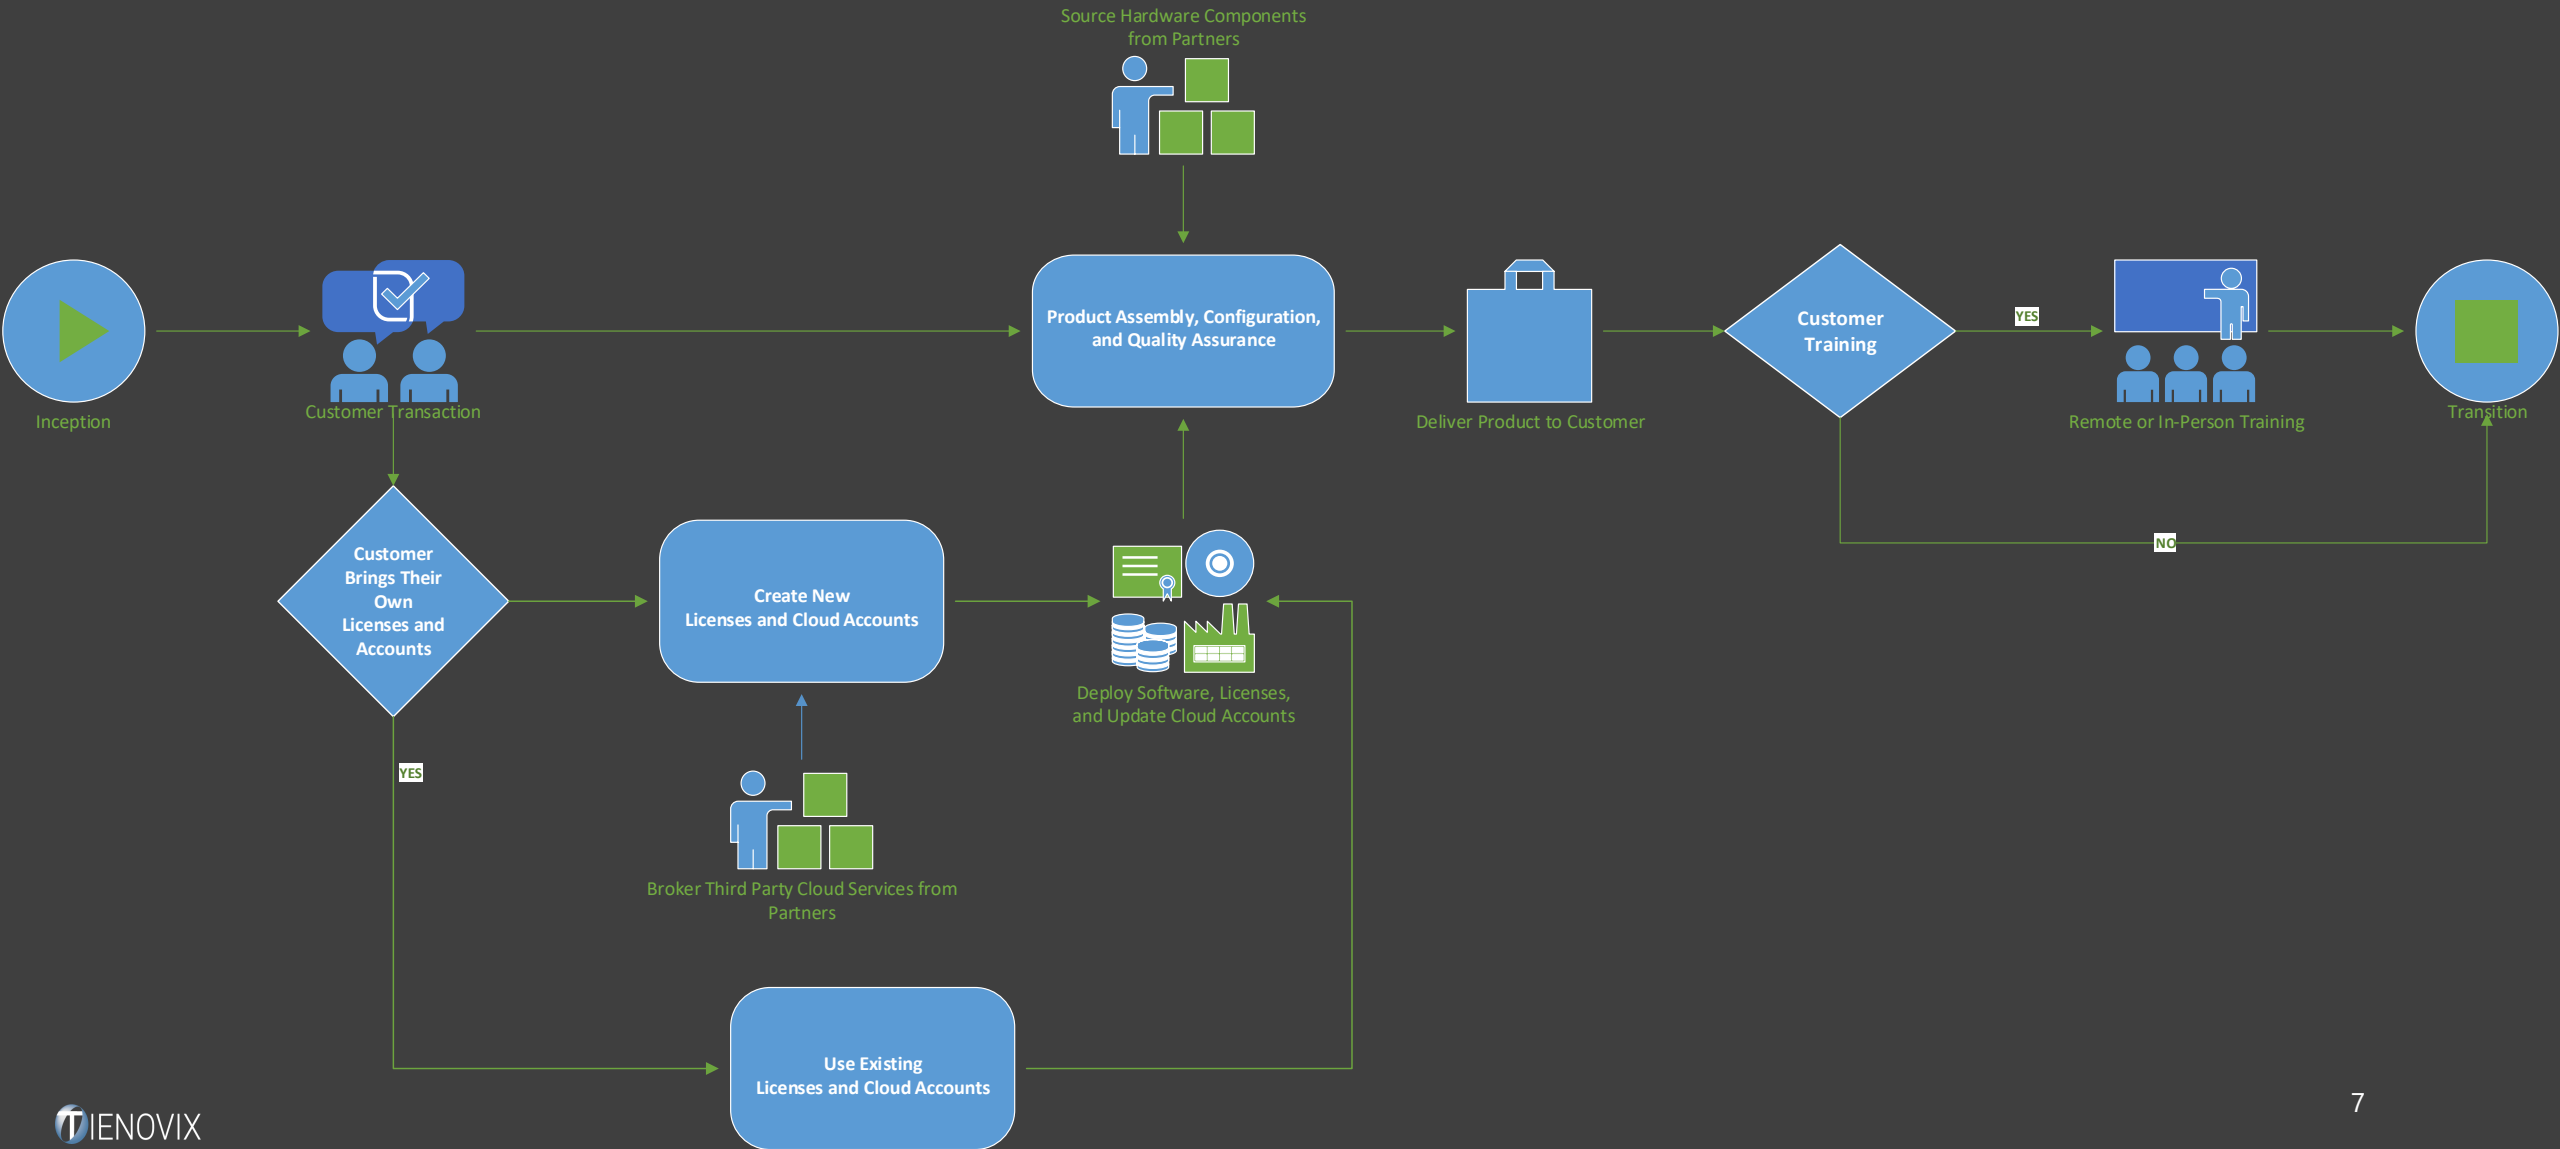 Source Hardware Components
from Partners
Product Assembly, Configuration,
and Quality Assurance
Customer
Training
YES
Inception
Customer Transaction
Deliver Product to Customer
Remote or In-Person Training
Transition
NO
Customer
Brings Their
Own
Licenses and
Accounts
Create New
Licenses and Cloud Accounts
Deploy Software, Licenses,
and Update Cloud Accounts
YES
Broker Third Party Cloud Services from
Partners
Use Existing
Licenses and Cloud Accounts
TIENOVIX
7